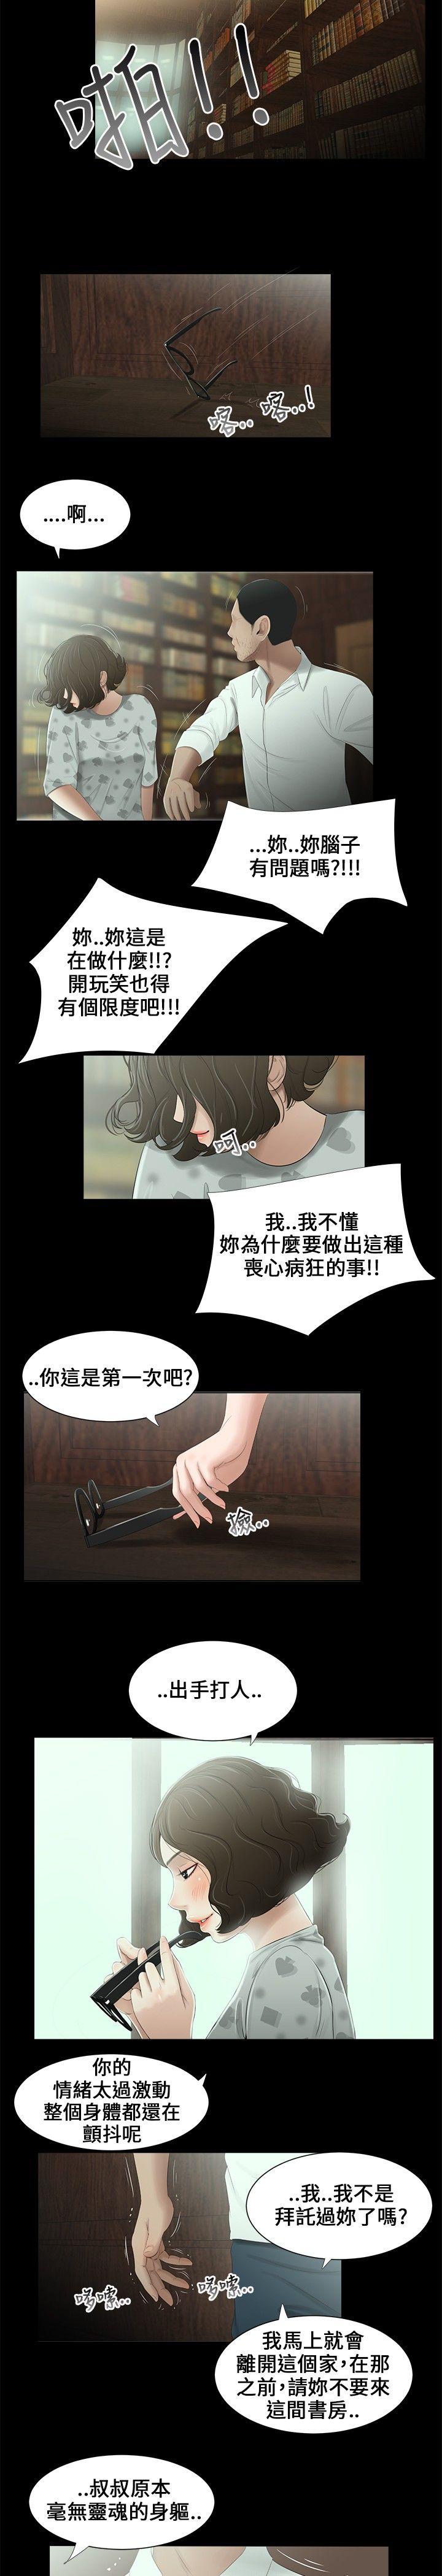 啪!!
喀..喀..!
....啊...
...妳..妳腦子
有問題嗎?!!!
妳..妳這是
在做什麼!!?
開玩笑也得
有個限度吧!!!
呵..
我..我不懂
妳為什麼要做出這種
喪心病狂的事!!
..你這是第一次吧?
撿..
..出手打人..
你的
情緒太過激動
整個身體都還在
顫抖呢
..我..我不是
拜託過妳了嗎?
哆嗦..
哆嗦..
我馬上就會
離開這個家,在那
之前,請妳不要來
這間書房..
..叔叔原本
毫無靈魂的身軀..